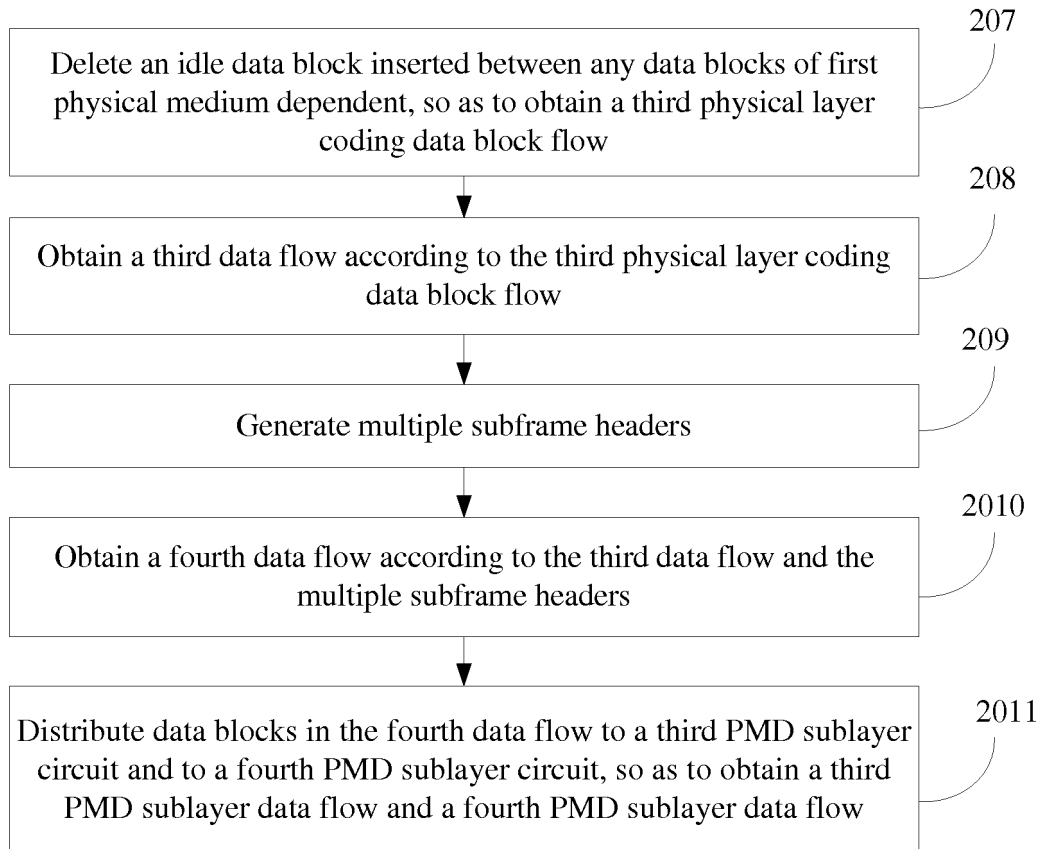 207
Delete an idle data block inserted between any data blocks of first
physical medium dependent, so as to obtain a third physical layer
coding data block flow
208
Obtain a third data flow according to the third physical layer coding
data block flow
209
Generate multiple subframe headers
2010
Obtain a fourth data flow according to the third data flow and the
multiple subframe headers
2011
Distribute data blocks in the fourth data flow to a third PMD sublayer
circuit and to a fourth PMD sublayer circuit, so as to obtain a third
PMD sublayer data flow and a fourth PMD sublayer data flow